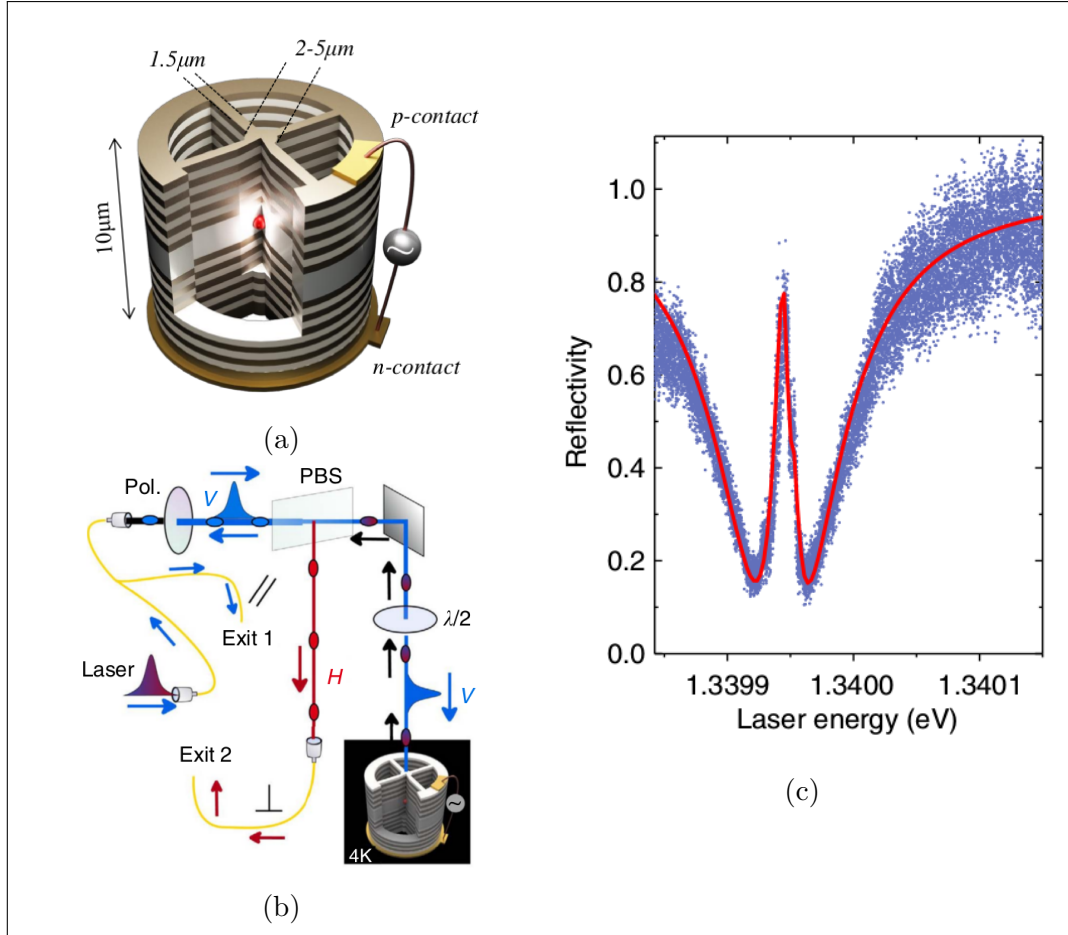 1.5μm
2-5μm
p-contact
10μm
n-contact
(a)
Pol.
V
PBS
λ/2
Exit 1
//
Laser
H
V
Exit 2
⊥
4K
(b)
Reflectivity
1.0
0.8
0.6
0.4
0.2
0.0
1.3399 1.3400 1.3401
Laser energy (eV)
(c)